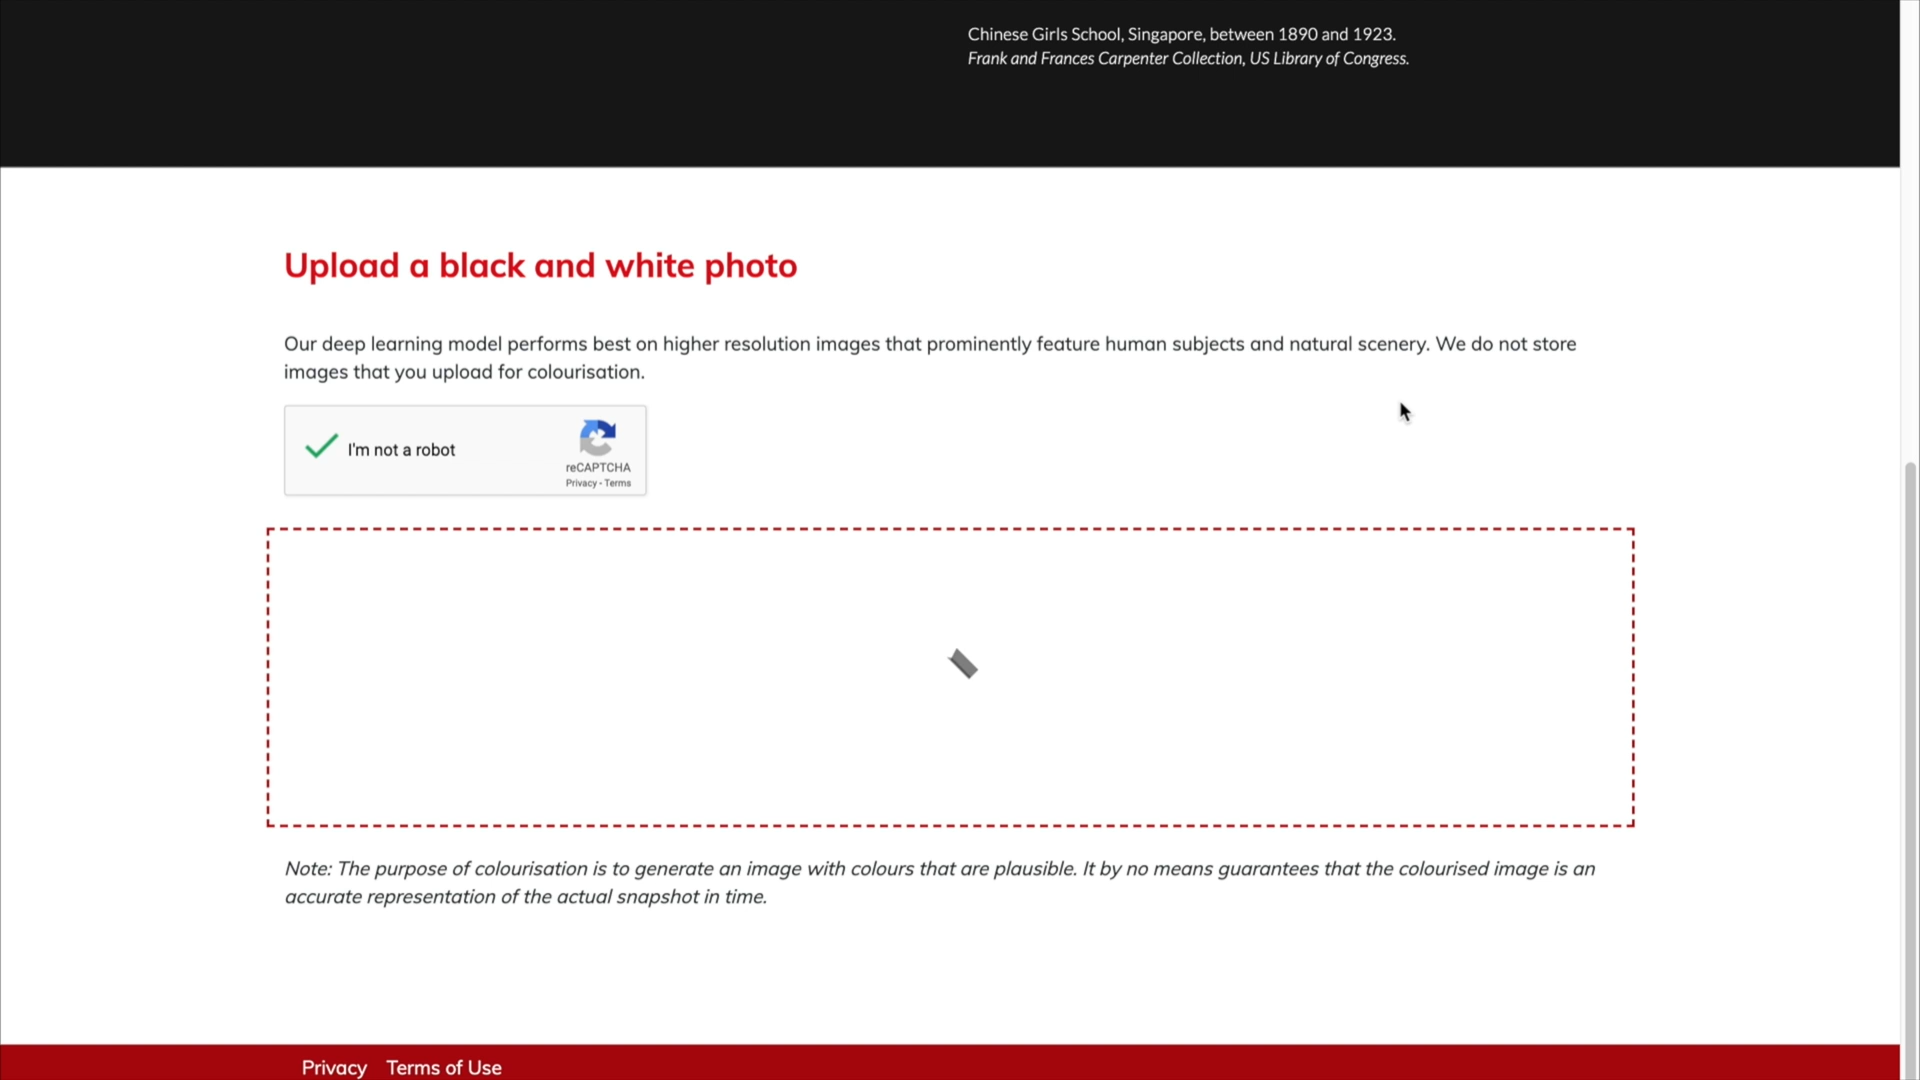 Chinese Girls School, Singapore, between 1890 and 1923.
Frank and Frances Carpenter Collection, US Library of Congress.
Upload a black and white photo
Our deep learning model performs best on higher resolution images that prominently feature human subjects and natural scenery. We do not store
images that you upload for colourisation.
I'm not a robot
reCAPTCHA
Privacy - Terms
Note: The purpose of colourisation is to generate an image with colours that are plausible. It by no means guarantees that the colourised image is an
accurate representation of the actual snapshot in time.
Privacy Terms of Use